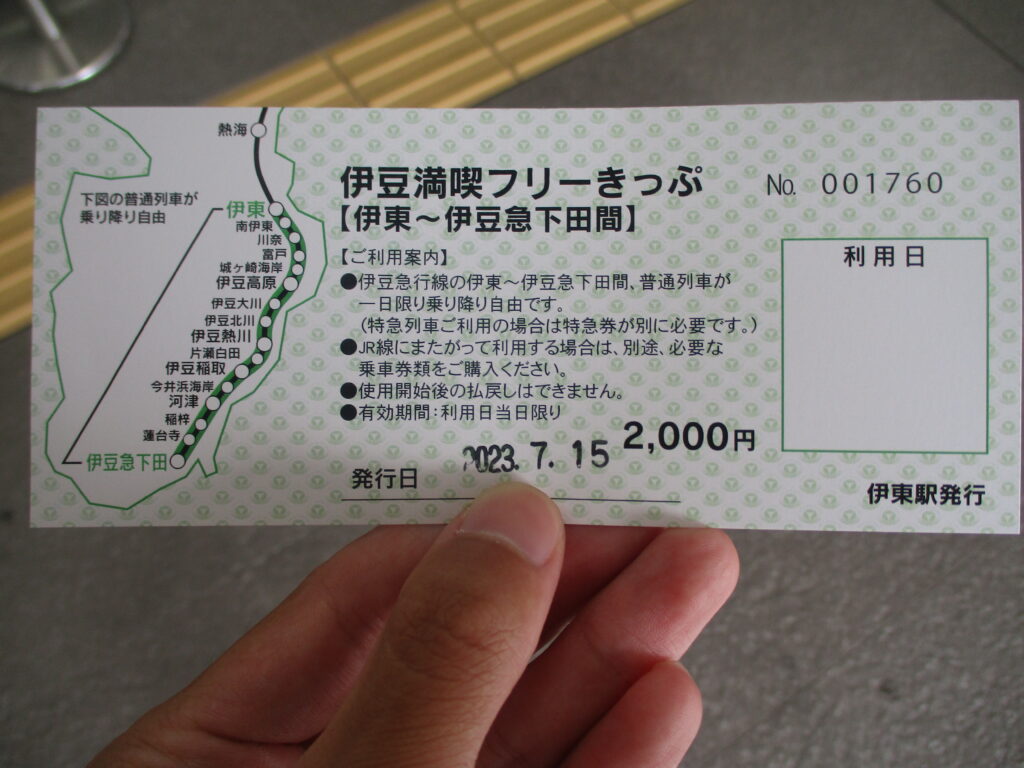 熱海
下図の普通列車が
乗り降り自由
伊東
南伊東
川奈
富戸
城ヶ崎海岸
伊豆高原
伊豆大川
伊豆北川
伊豆熱川
片瀬白田
伊豆稲取
今井浜海岸
河津
稲梓
蓮台寺
伊豆急下田
伊豆満喫フリーきっぷ
No. 001760
【伊東～伊豆急下田間】
【ご利用案内】
●伊豆急行線の伊東～伊豆急下田間、普通列車が
一日限り乗り降り自由です。
(特急列車ご利用の場合は特急券が別に必要です。)
●JR線にまたがって利用する場合は、別途、必要な
乗車券類をご購入ください。
●使用開始後の払戻しはできません。
●有効期間:利用日当日限り
2,000円
発行日 2023.7.15
利用日
伊東駅発行